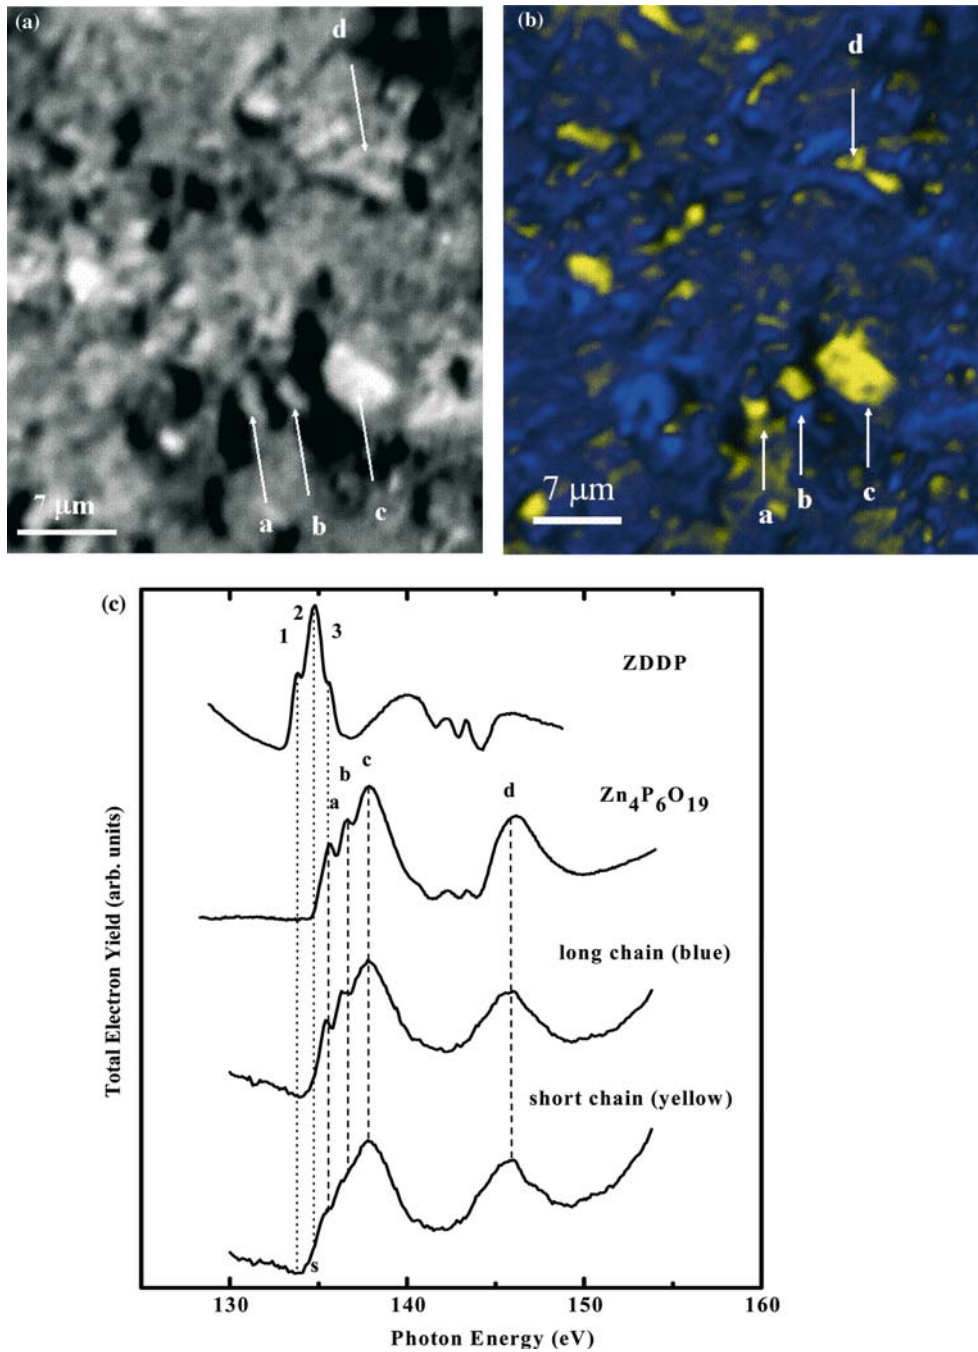 (a)
d
7 μm
a
b
c
(b)
d
7 μm
a
b
c
(c)
1
2
3
ZDDP
a
b
c
d
Zn4P6O19
long chain (blue)
short chain (yellow)
s
Total Electron Yield (arb. units)
130 140 150 160
Photon Energy (eV)